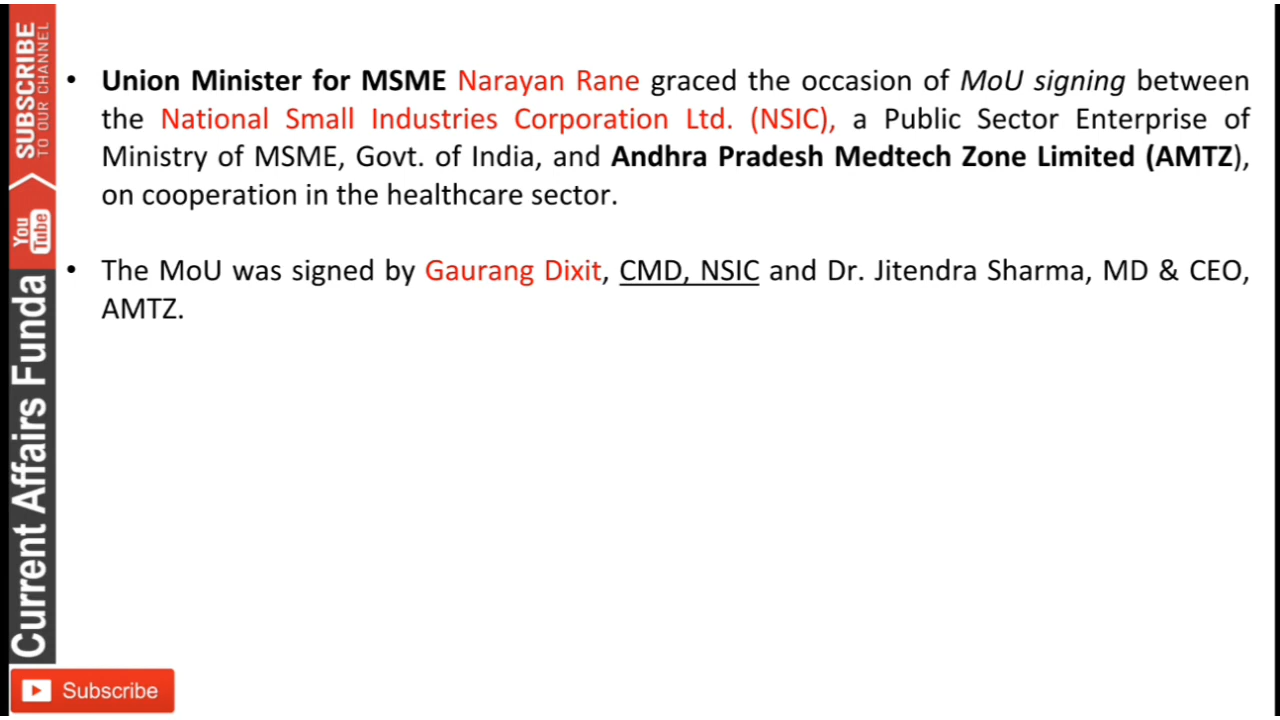 SUBSCRIBE
TO OUR CHANNEL
You
Tube
Current Affairs Funda
• Union Minister for MSME Narayan Rane graced the occasion of MoU signing between
the National Small Industries Corporation Ltd. (NSIC), a Public Sector Enterprise of
Ministry of MSME, Govt. of India, and Andhra Pradesh Medtech Zone Limited (AMTZ),
on cooperation in the healthcare sector.
• The MoU was signed by Gaurang Dixit, CMD, NSIC and Dr. Jitendra Sharma, MD & CEO,
AMTZ.
Subscribe